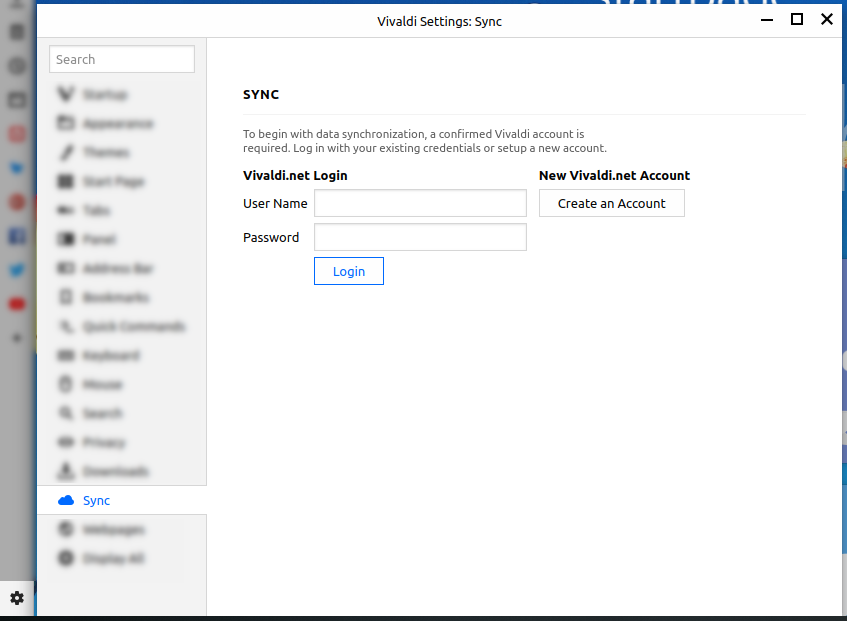 Vivaldi Settings: Sync
Search
Startup
Appearance
Themes
Start Page
Tabs
Panel
Address Bar
Bookmarks
Quick Commands
Keyboard
Mouse
Search
Privacy
Downloads
Sync
Webpages
Display All
SYNC
To begin with data synchronization, a confirmed Vivaldi account is
required. Log in with your existing credentials or setup a new account.
Vivaldi.net Login
New Vivaldi.net Account
User Name
Create an Account
Password
Login